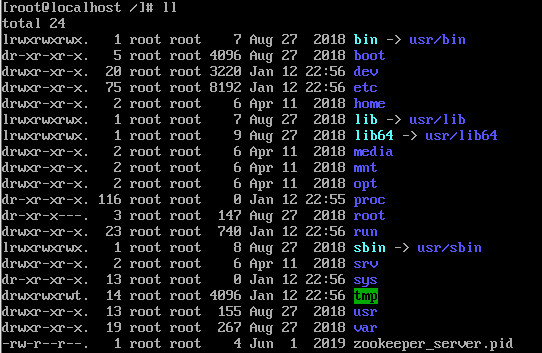 [root@localhost /]# ll
total 24
lrwxrwxrwx.   1 root root    7 Aug 27  2018 bin -> usr/bin
dr-xr-xr-x.   5 root root 4096 Aug 27  2018 boot
drwxr-xr-x.  20 root root 3220 Jan 12 22:56 dev
drwxr-xr-x.  75 root root 8192 Jan 12 22:56 etc
drwxr-xr-x.   2 root root    6 Apr 11  2018 home
lrwxrwxrwx.   1 root root    7 Aug 27  2018 lib -> usr/lib
lrwxrwxrwx.   1 root root    9 Aug 27  2018 lib64 -> usr/lib64
drwxr-xr-x.   2 root root    6 Apr 11  2018 media
drwxr-xr-x.   2 root root    6 Apr 11  2018 mnt
drwxr-xr-x.   2 root root    6 Apr 11  2018 opt
dr-xr-xr-x. 116 root root    0 Jan 12 22:55 proc
dr-xr-x---.   3 root root  147 Aug 27  2018 root
drwxr-xr-x.  23 root root  740 Jan 12 22:56 run
lrwxrwxrwx.   1 root root    8 Aug 27  2018 sbin -> usr/sbin
drwxr-xr-x.   2 root root    6 Apr 11  2018 srv
dr-xr-xr-x.  13 root root    0 Jan 12 22:56 sys
drwxrwxrwt.  14 root root 4096 Jan 12 22:56 tmp
drwxr-xr-x.  13 root root  155 Aug 27  2018 usr
drwxr-xr-x.  19 root root  267 Aug 27  2018 var
-rw-r--r--.   1 root root    4 Jun  1  2019 zookeeper_server.pid